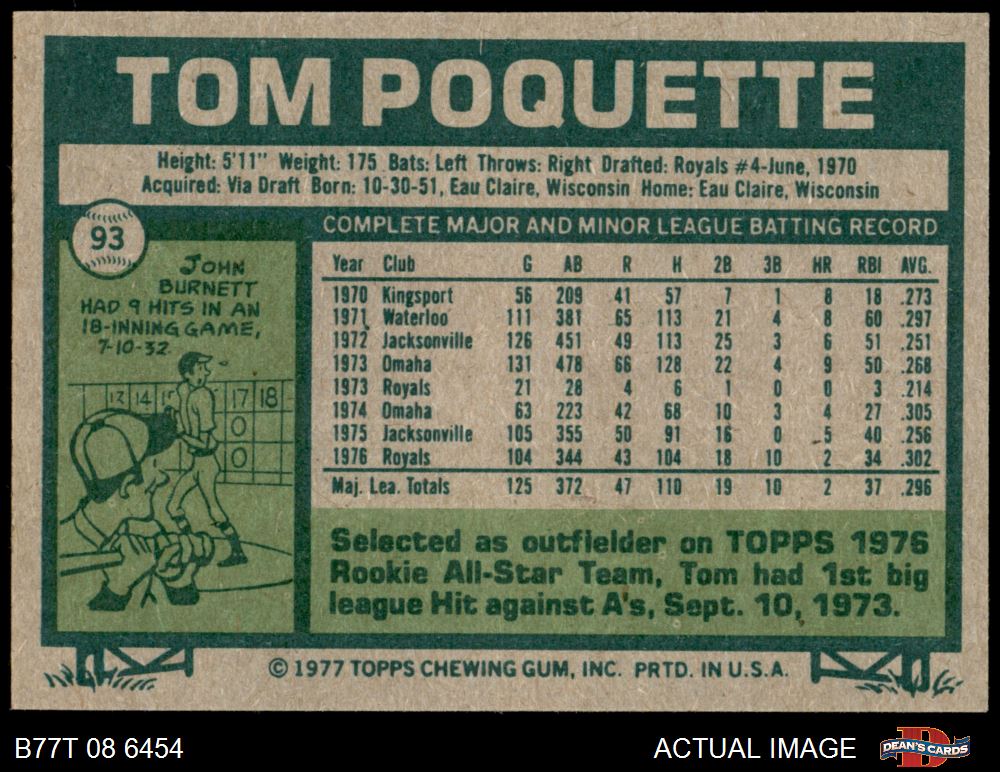 TOM POQUETTE
Height: 5'11" Weight: 175 Bats: Left Throws: Right Drafted: Royals #4-June, 1970
Acquired: Via Draft Born: 10-30-51, Eau Claire, Wisconsin Home: Eau Claire, Wisconsin
93
JOHN
BURNETT
HAD 9 HITS IN AN
18-INNING GAME,
7-10-32
13 14 15 17 18
0
0
COMPLETE MAJOR AND MINOR LEAGUE BATTING RECORD
Year Club G AB R H 2B 3B HR RBI AVG.
1970 Kingsport 56 209 41 57 7 1 8 18 .273
1971 Waterloo 111 381 65 113 21 4 8 60 .297
1972 Jacksonville 126 451 49 113 25 3 6 51 .251
1973 Omaha 131 478 66 128 22 4 9 50 .268
1973 Royals 21 28 4 6 1 0 0 3 .214
1974 Omaha 63 223 42 68 10 3 4 27 .305
1975 Jacksonville 105 355 50 91 16 0 5 40 .256
1976 Royals 104 344 43 104 18 10 2 34 .302
Maj. Lea. Totals 125 372 47 110 19 10 2 37 .296
Selected as outfielder on TOPPS 1976
Rookie All-Star Team, Tom had 1st big
league Hit against A's, Sept. 10, 1973.
© 1977 TOPPS CHEWING GUM, INC. PRTD. IN U.S.A.
B77T 08 6454
ACTUAL IMAGE
D
DEAN'S CARDS